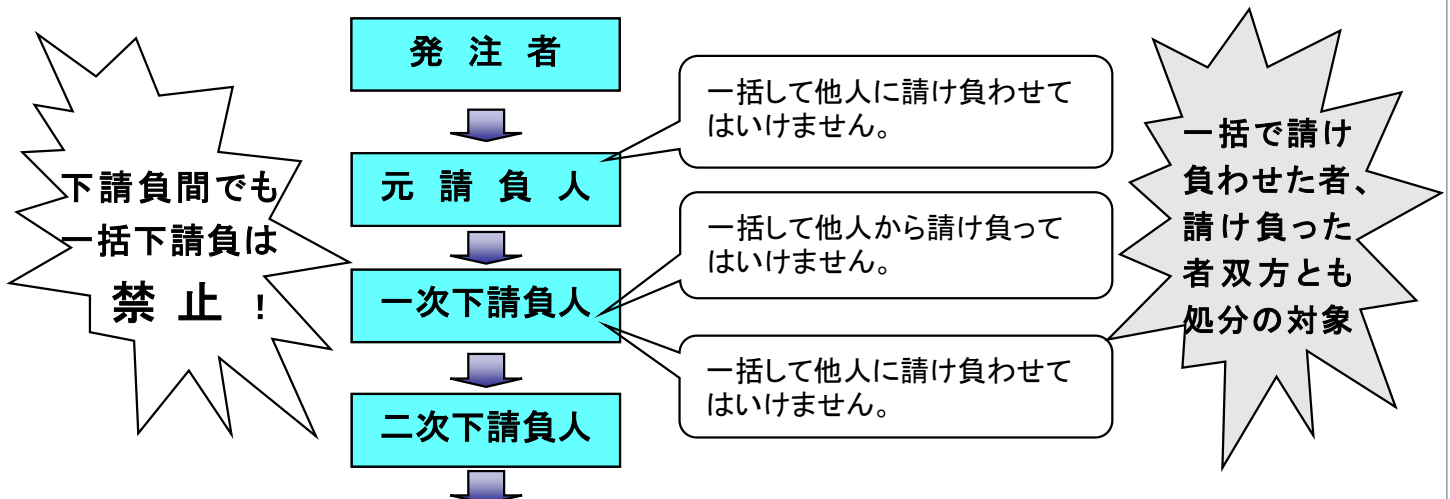 発注者
元請負人
一次下請負人
二次下請負人
一括して他人に請け負わせて
はいけません。
一括して他人から請け負って
はいけません。
一括して他人に請け負わせて
はいけません。
下請負間でも
一括下請負は
禁止！
一括で請け
負わせた者、
請け負った
者双方とも
処分の対象